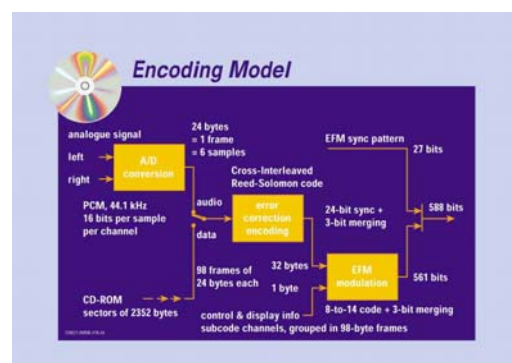 Encoding Model
analogue signal
left
right
A/D
conversion
PCM, 44.1 kHz
16 bits per sample
per channel
24 bytes
= 1 frame
= 6 samples
audio
data
Cross-Interleaved
Reed-Solomon code
error
correction
encoding
EFM sync pattern
27 bits
24-bit sync +
3-bit merging
588 bits
98 frames of
24 bytes each
CD-ROM
sectors of 2352 bytes
32 bytes
1 byte
EFM
modulation
561 bits
8-to-14 code + 3-bit merging
control & display info
subcode channels, grouped in 98-byte frames